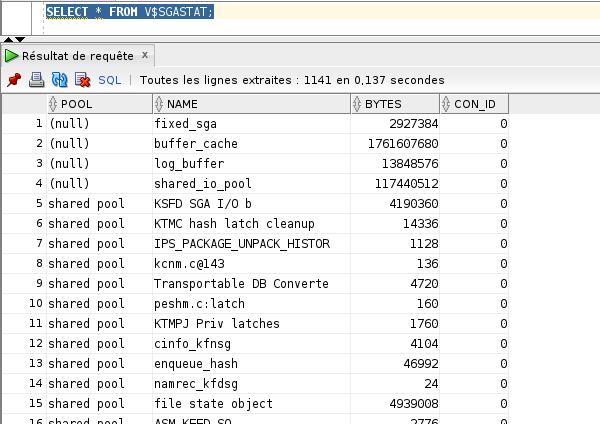 SELECT * FROM V$SGASTAT;
Résultat de requête x
SQL | Toutes les lignes extraites : 1141 en 0,137 secondes
POOL NAME BYTES CON_ID
1 (null) fixed_sga 2927384 0
2 (null) buffer_cache 1761607680 0
3 (null) log_buffer 13848576 0
4 (null) shared_io_pool 117440512 0
5 shared pool KSFD SGA I/O b 4190360 0
6 shared pool KTMC hash latch cleanup 14336 0
7 shared pool IPS_PACKAGE_UNPACK_HISTOR 1128 0
8 shared pool kcnm.c@143 136 0
9 shared pool Transportable DB Converte 4720 0
10 shared pool peshm.c:latch 160 0
11 shared pool KTMPJ Priv latches 1760 0
12 shared pool cinfo_kfnsg 4104 0
13 shared pool enqueue_hash 46992 0
14 shared pool namrec_kfdsg 24 0
15 shared pool file state object 4939008 0
16 shared pool ASM KFFD SO 2776 0